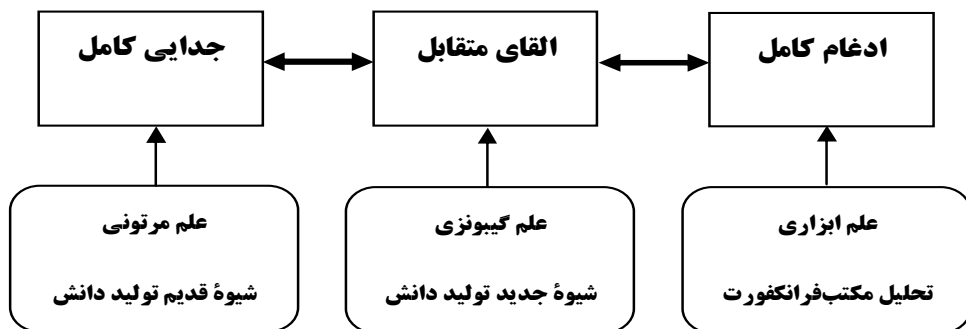 ادغام کامل
القای متقابل
جدایی کامل
علم ابزاری
تحلیل مکتب‌فرانکفورت
علم گیبونزی
شیوهٔ جدید تولید دانش
علم مرتونی
شیوهٔ قدیم تولید دانش